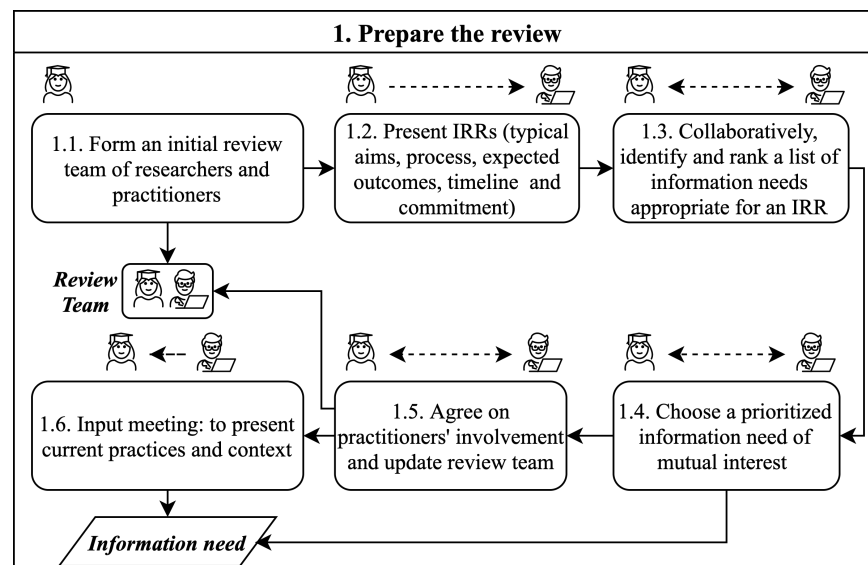 1. Prepare the review
1.1. Form an initial review
team of researchers and
practitioners
1.2. Present IRRs (typical
aims, process, expected
outcomes, timeline and
commitment)
1.3. Collaboratively,
identify and rank a list of
information needs
appropriate for an IRR
Review
Team
1.4. Choose a prioritized
information need of
mutual interest
1.5. Agree on
practitioners' involvement
and update review team
1.6. Input meeting: to present
current practices and context
Information need